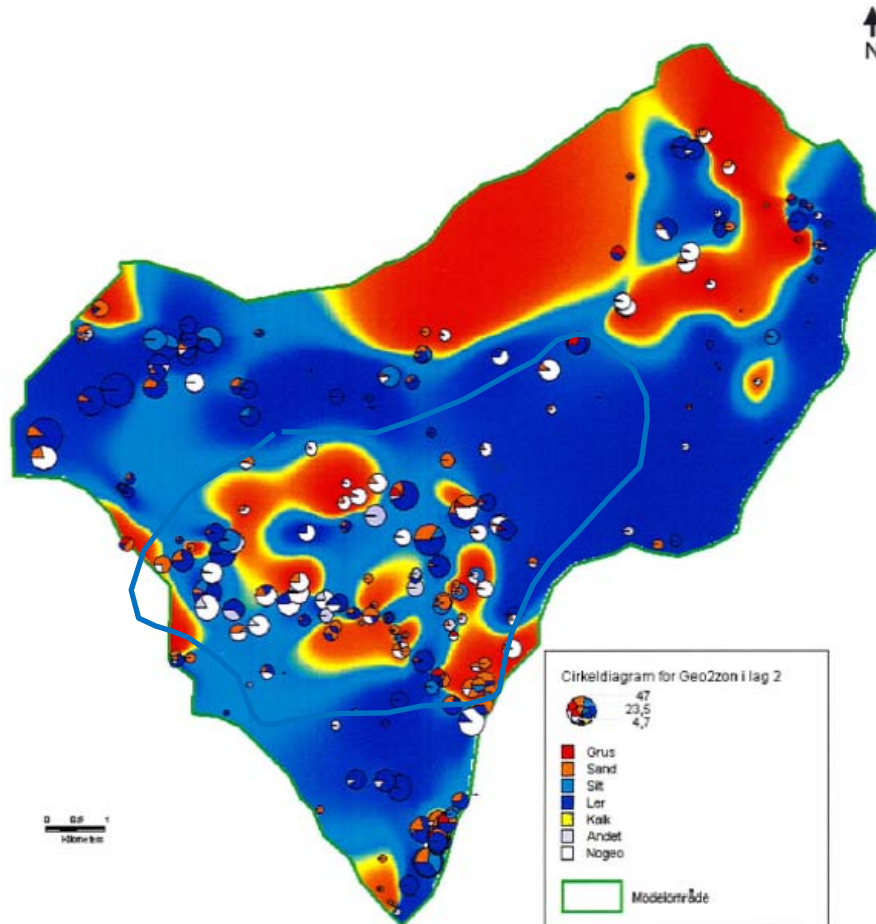 N
Cirkeldiagram for Geo2zon i lag 2
47
23,5
4,7
Grus
Sand
Silt
Ler
Kalk
Andet
Nogeo
Modelområde
0 0,5 1
Kilometers